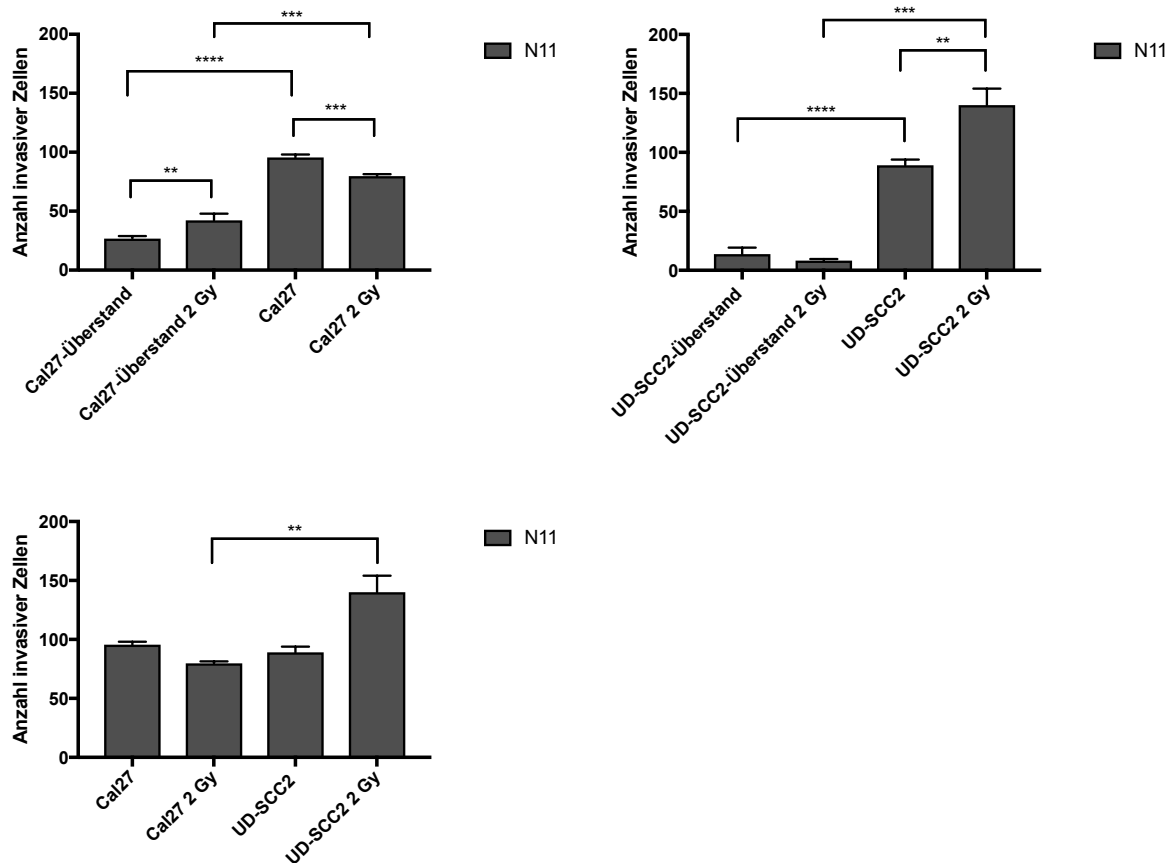 ***
200
N11
****
150
***
100
**
50
0
Anzahl invasiver Zellen
Cal27-Überstand
Cal27-Überstand 2 Gy
Cal27
Cal27 2 Gy
***
200
N11
**
150
****
100
50
0
Anzahl invasiver Zellen
UD-SCC2-Überstand
UD-SCC2-Überstand 2 Gy
UD-SCC2
UD-SCC2 2 Gy
200
N11
**
150
100
50
0
Anzahl invasiver Zellen
Cal27
Cal27 2 Gy
UD-SCC2
UD-SCC2 2 Gy